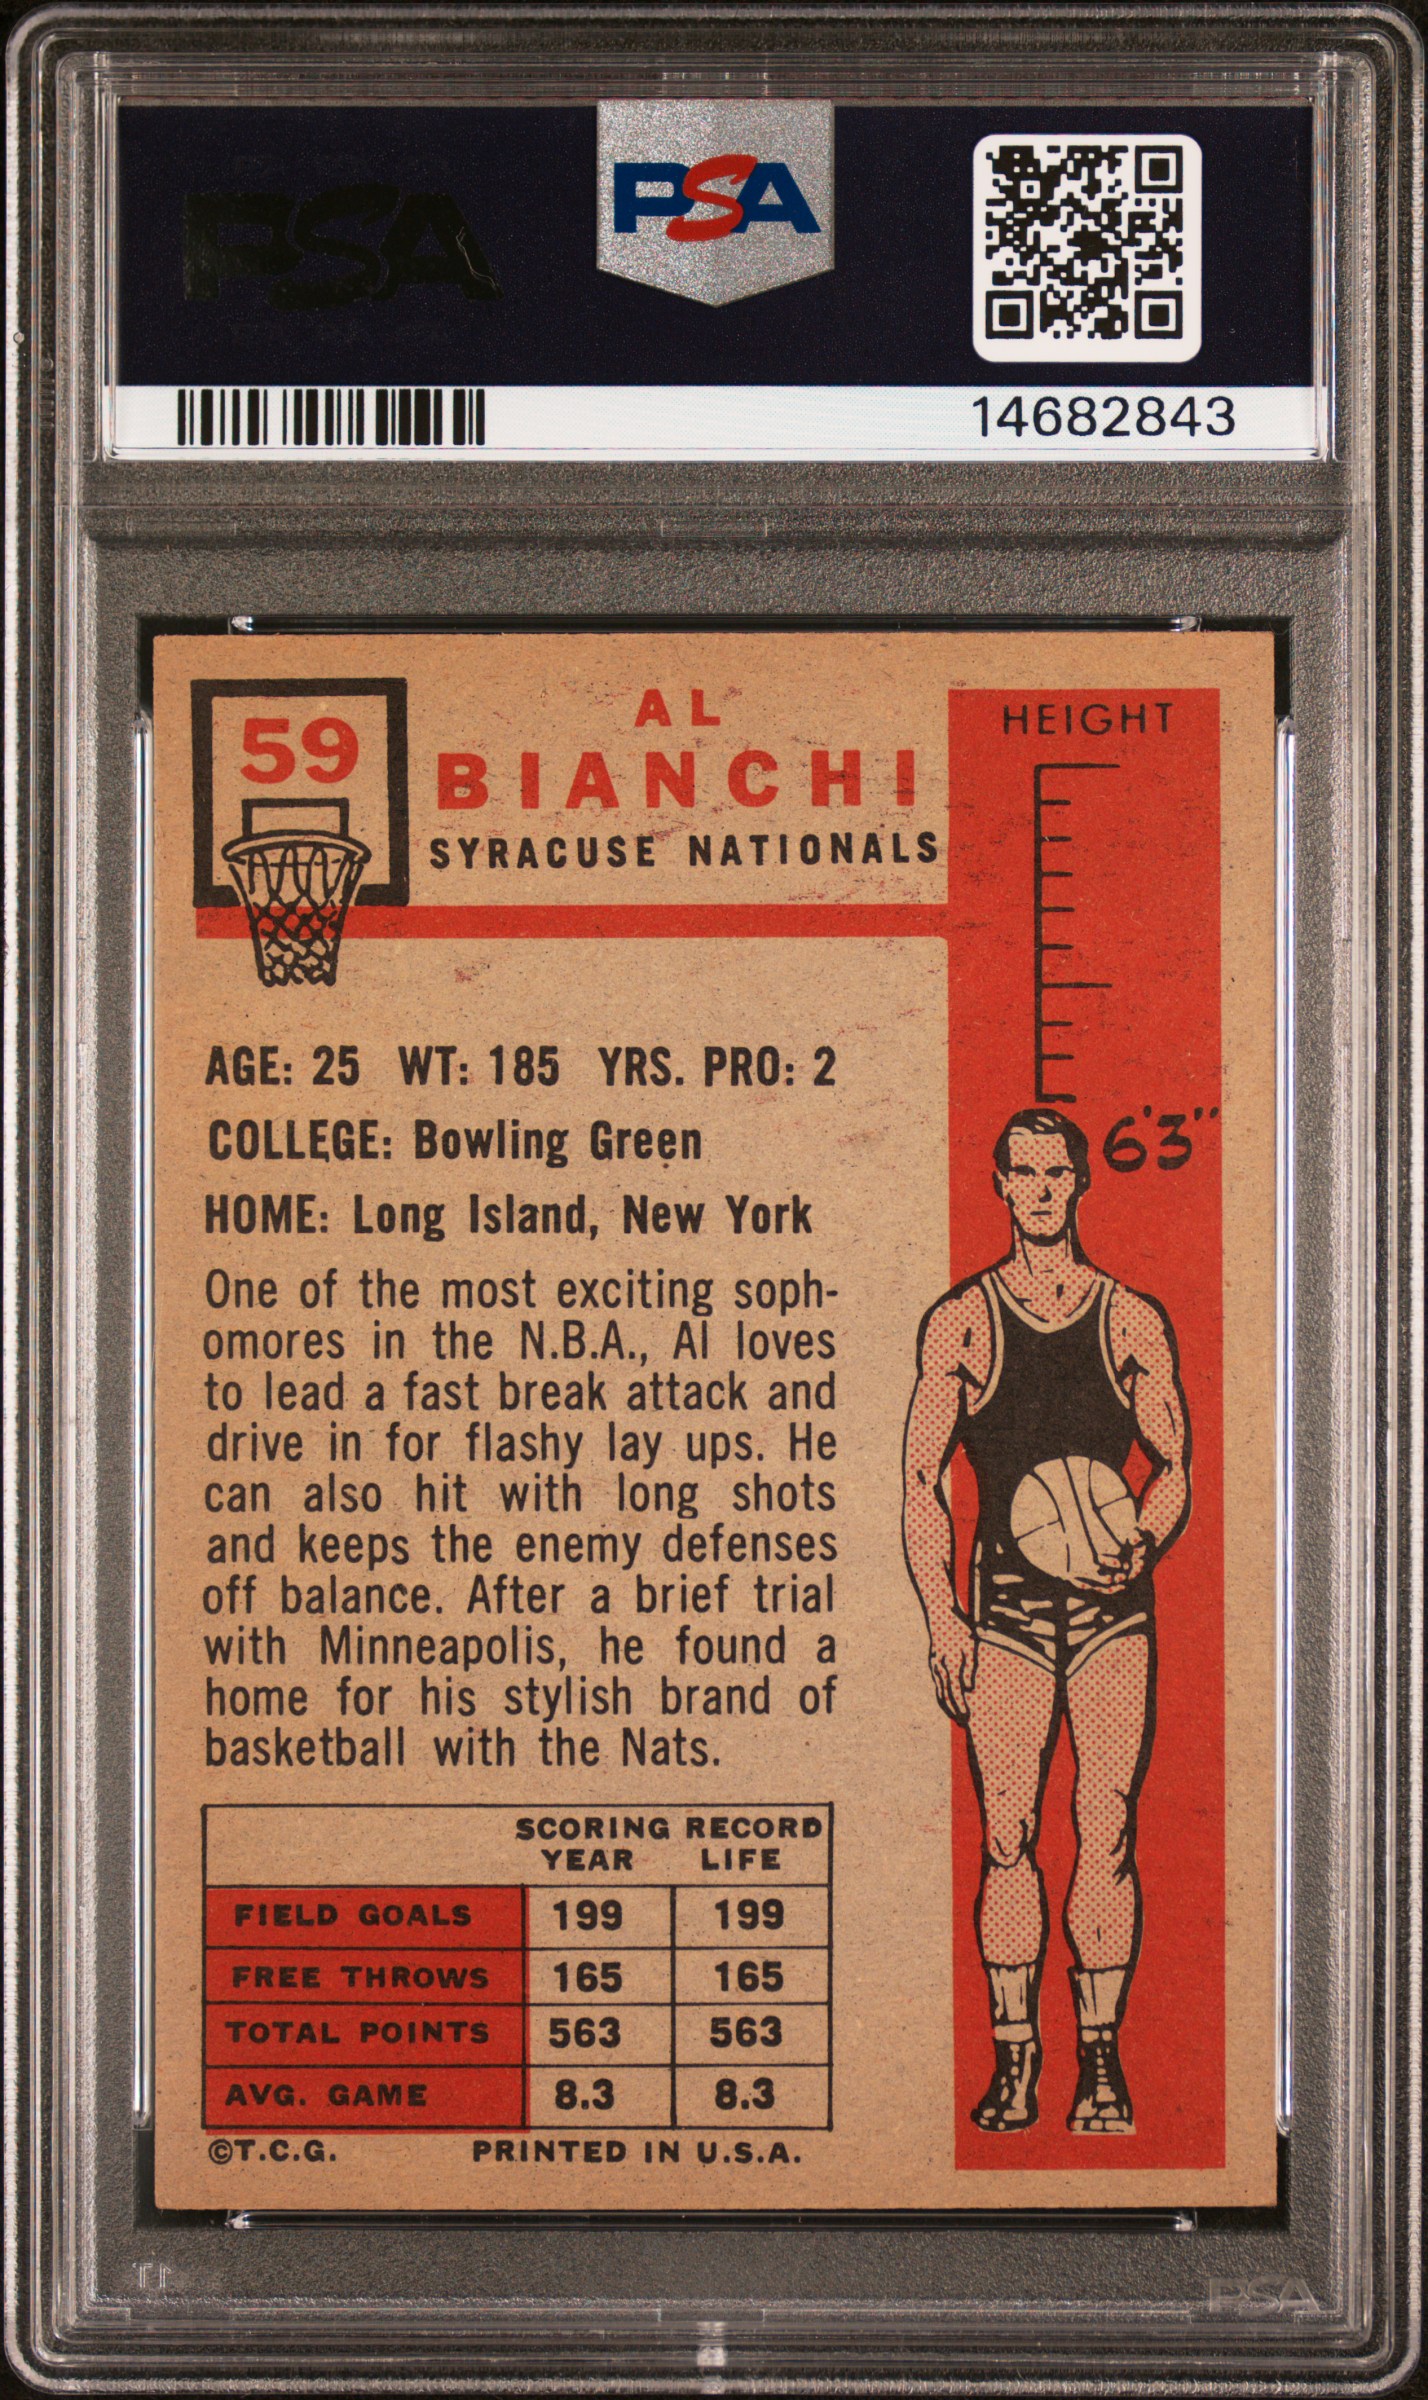 PSA
PSA
14682843
59
AL
BIANCHI
SYRACUSE NATIONALS
HEIGHT
6'3"
AGE: 25 WT: 185 YRS. PRO: 2
COLLEGE: Bowling Green
HOME: Long Island, New York
One of the most exciting soph-
omores in the N.B.A., Al loves
to lead a fast break attack and
drive in for flashy lay ups. He
can also hit with long shots
and keeps the enemy defenses
off balance. After a brief trial
with Minneapolis, he found a
home for his stylish brand of
basketball with the Nats.
SCORING RECORD
YEAR LIFE
FIELD GOALS 199 199
FREE THROWS 165 165
TOTAL POINTS 563 563
AVG. GAME 8.3 8.3
©T.C.G. PRINTED IN U.S.A.
PSA